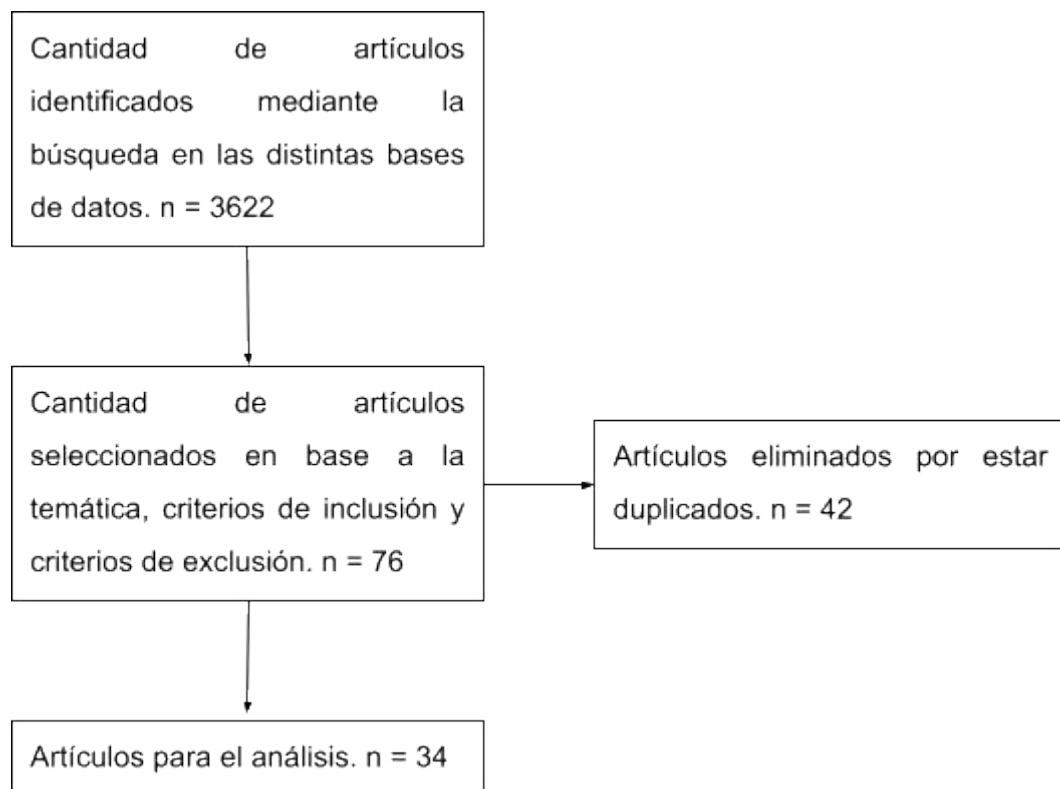 Cantidad de artículos
identificados mediante la
búsqueda en las distintas bases
de datos. n = 3622
Cantidad de artículos
seleccionados en base a la
temática, criterios de inclusión y
criterios de exclusión. n = 76
Artículos eliminados por estar
duplicados. n = 42
Artículos para el análisis. n = 34